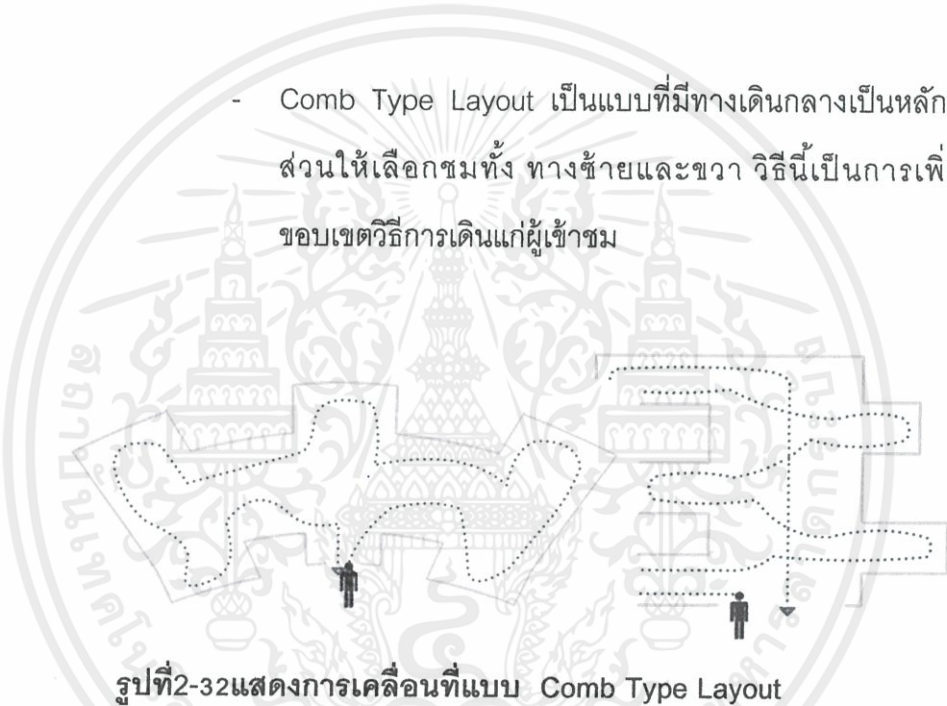 - Comb Type Layout เป็นแบบที่มีทางเดินกลางเป็นหลัก
ส่วนให้เลือกชมทั้ง ทางซ้ายและขวา วิธีนี้เป็นการเพิ่
ขอบเขตวิธีการเดินแก่ผู้เข้าชม
รูปที่2-32แสดงการเคลื่อนที่แบบ Comb Type Layout